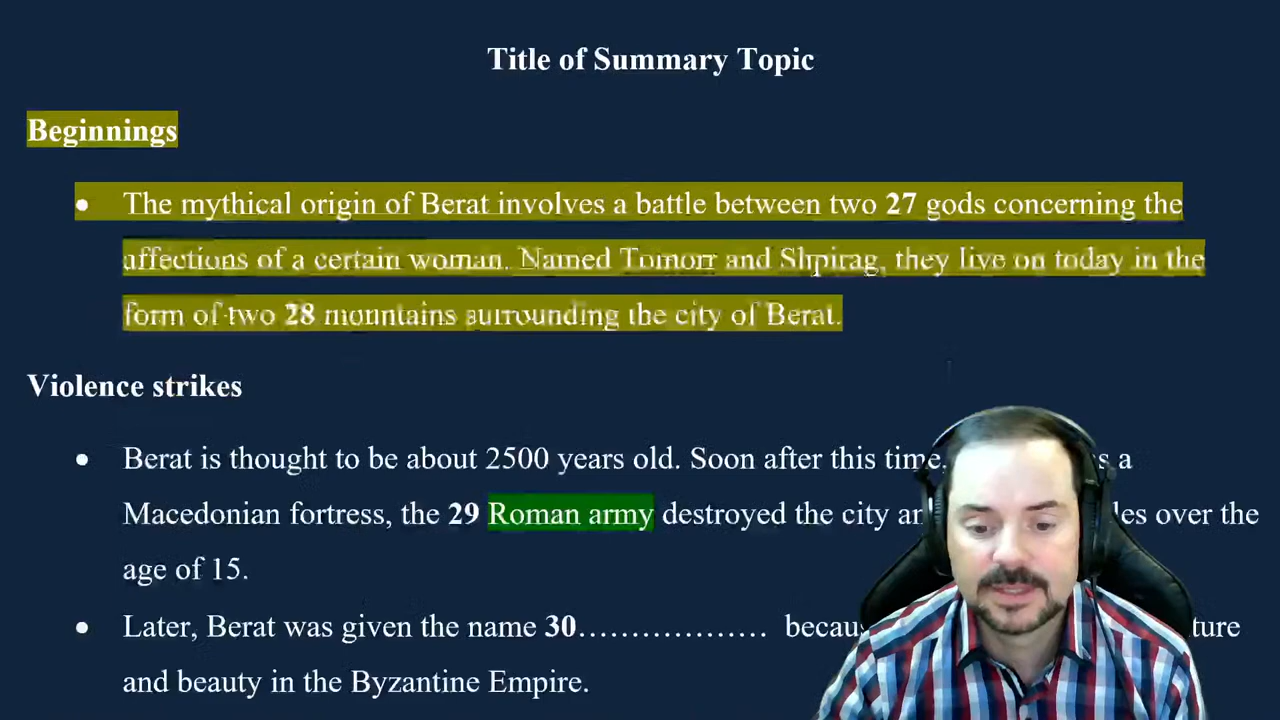 Title of Summary Topic
Beginnings
• The mythical origin of Berat involves a battle between two 27 gods concerning the
affections of a certain woman. Named Tomorr and Shpirag, they live on today in the
form of two 28 mountains surrounding the city of Berat.
Violence strikes
• Berat is thought to be about 2500 years old. Soon after this time, a
Macedonian fortress, the 29 Roman army destroyed the city over the
age of 15.
• Later, Berat was given the name 30……………… and beauty in the Byzantine Empire.